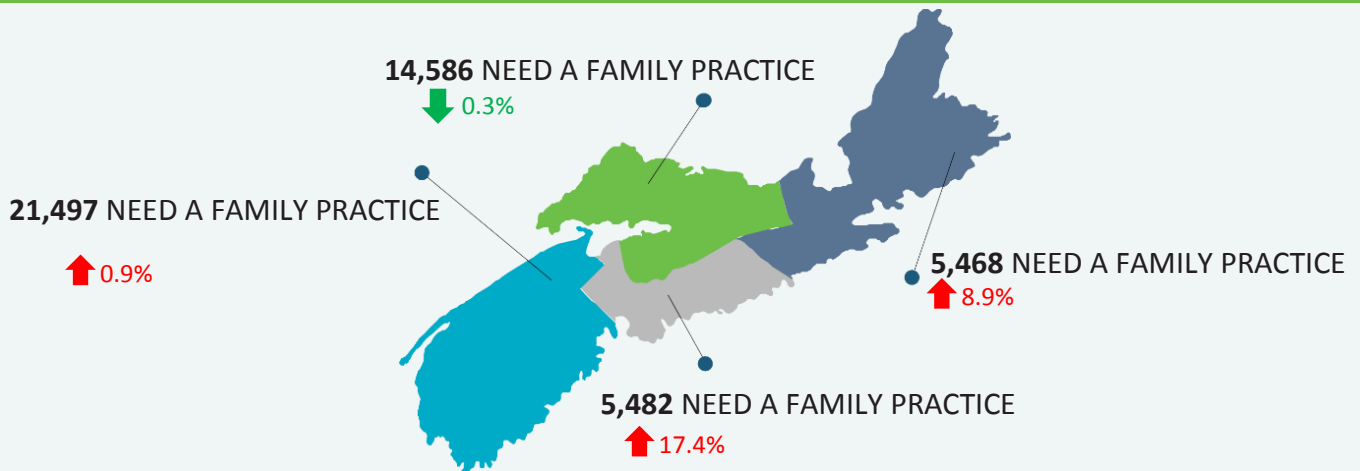 14,586 NEED A FAMILY PRACTICE
0.3%
21,497 NEED A FAMILY PRACTICE
0.9%
5,468 NEED A FAMILY PRACTICE
8.9%
5,482 NEED A FAMILY PRACTICE
17.4%